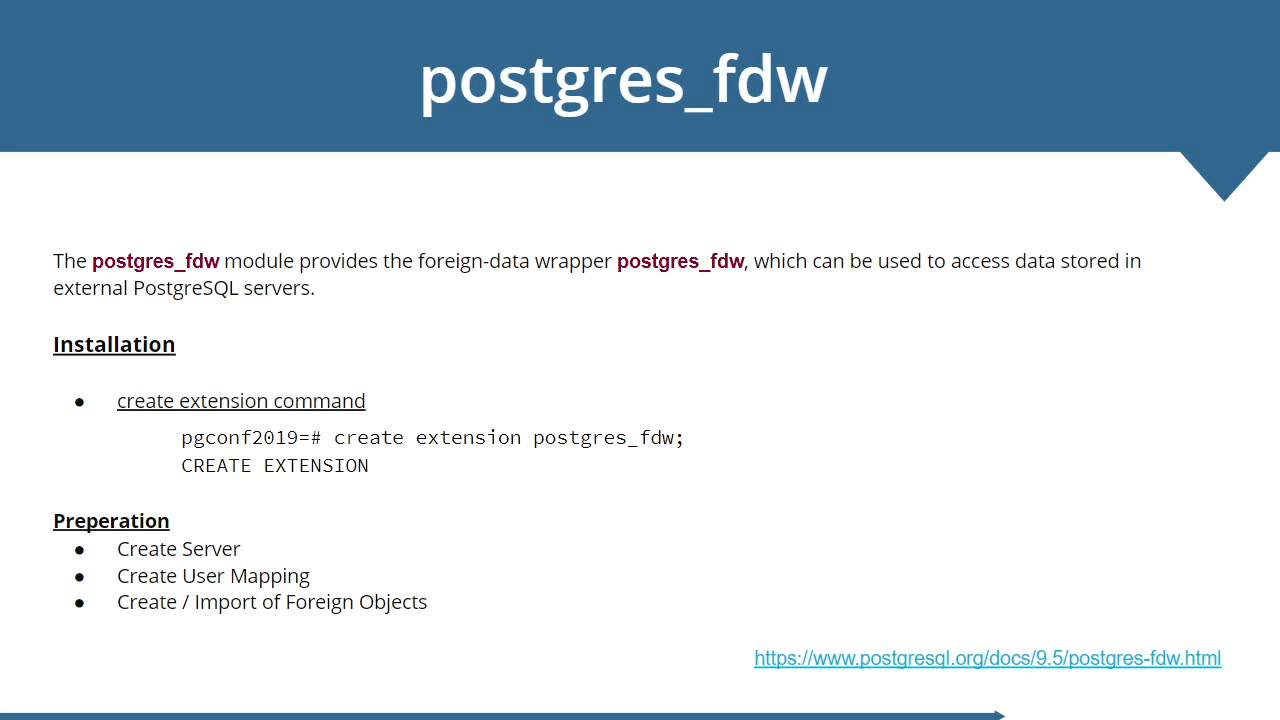 postgres_fdw
The postgres_fdw module provides the foreign-data wrapper postgres_fdw, which can be used to access data stored in
external PostgreSQL servers.
Installation
● create extension command
pgconf2019=# create extension postgres_fdw;
CREATE EXTENSION
Preperation
● Create Server
● Create User Mapping
● Create / Import of Foreign Objects
https://www.postgresql.org/docs/9.5/postgres-fdw.html